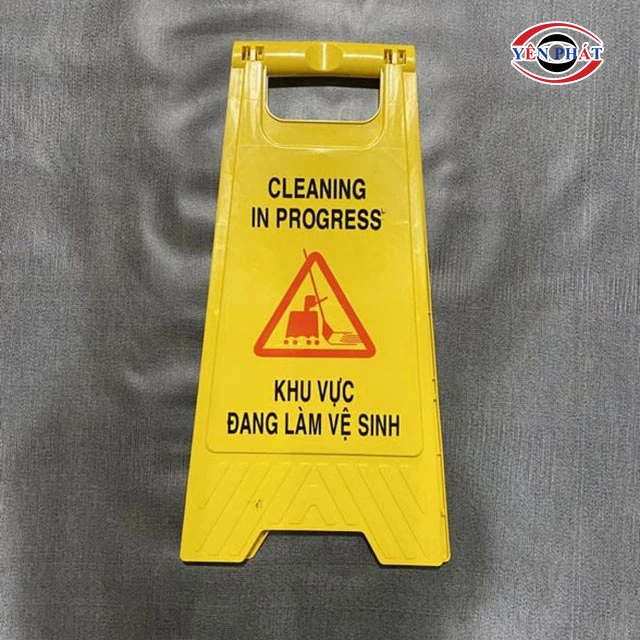 YÊN PHÁT
CLEANING
IN PROGRESS
KHU VỰC
ĐANG LÀM VỆ SINH